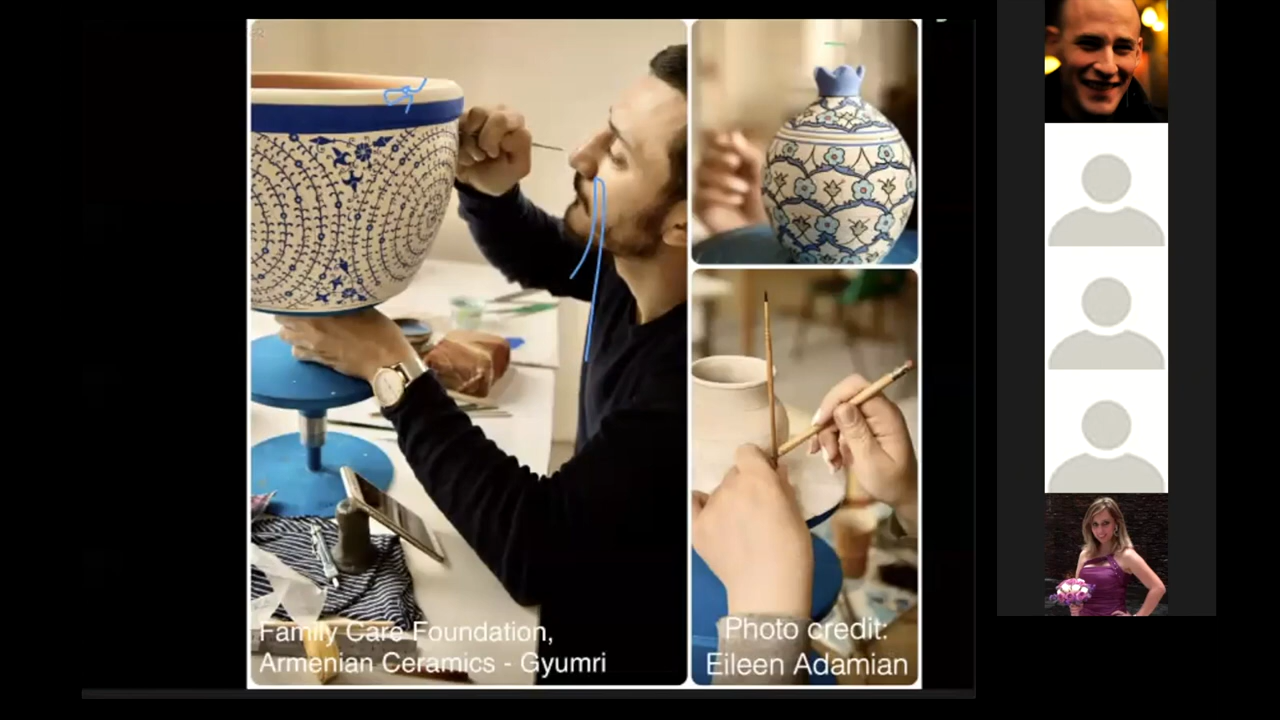 Family Care Foundation,
Armenian Ceramics - Gyumri
Photo credit:
Eileen Adamian